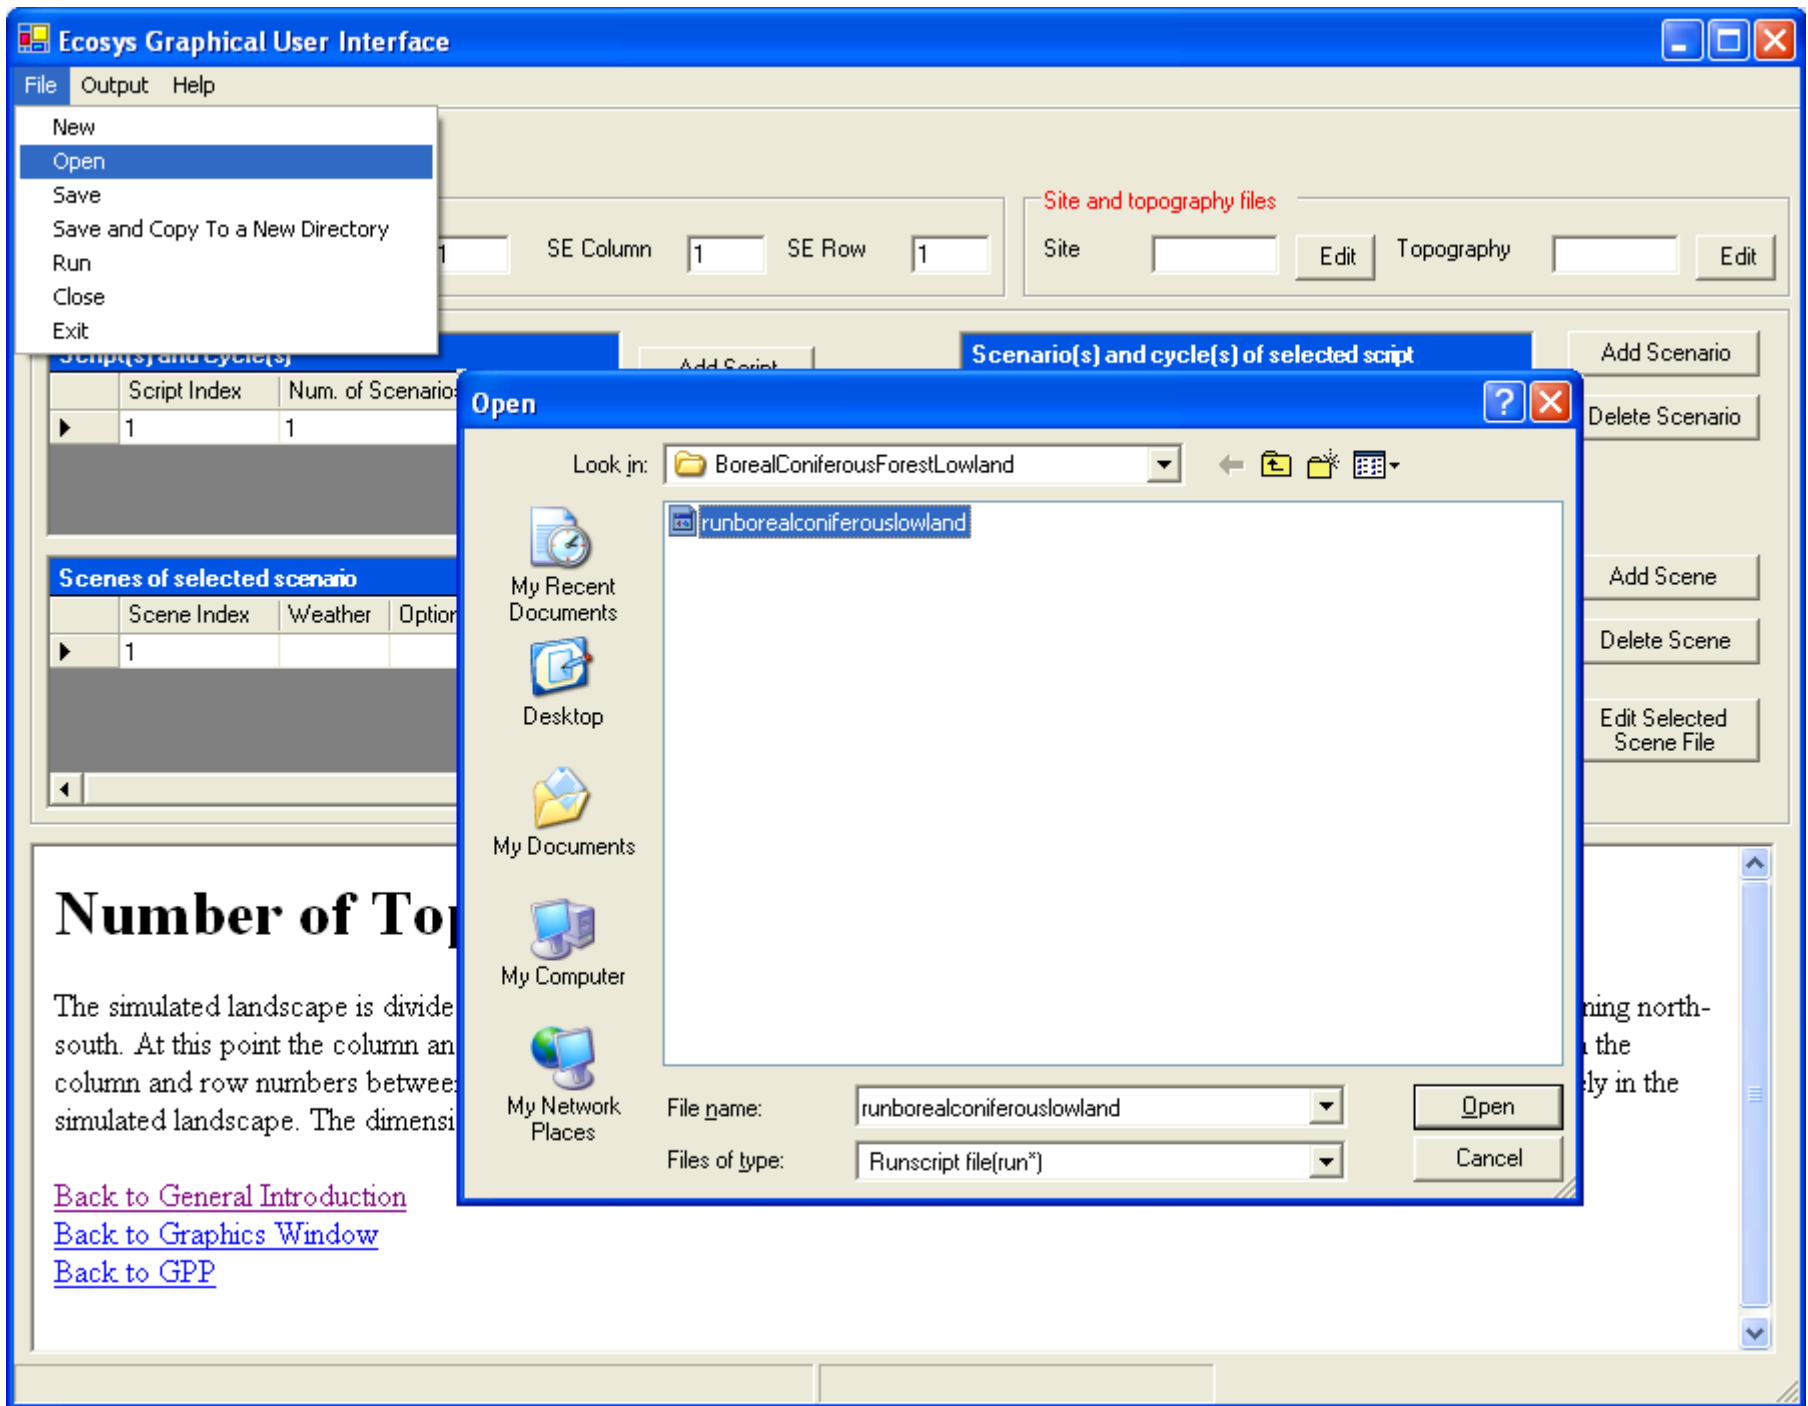 Ecosys Graphical User Interface
File Output Help
New
Open
Save
Save and Copy To a New Directory
Run
Close
Exit
1 SE Column 1 SE Row 1
Site and topography files
Site Edit Topography Edit
Script(s) and cycle(s)
Add Script
Script Index Num. of Scenarios
1 1
Scenario(s) and cycle(s) of selected script
Add Scenario
Delete Scenario
Scenes of selected scenario
Scene Index Weather Option
1
Add Scene
Delete Scene
Edit Selected
Scene File
Open
Look in: BorealConiferousForestLowland
runborealconiferouslowland
My Recent
Documents
Desktop
My Documents
My Computer
My Network
Places
File name: runborealconiferouslowland Open
Files of type: Runscript file(run*) Cancel
Number of
The simulated landscape is divide ning north-
south. At this point the column an the
column and row numbers betwee ly in the
simulated landscape. The dimensi
Back to General Introduction
Back to Graphics Window
Back to GPP